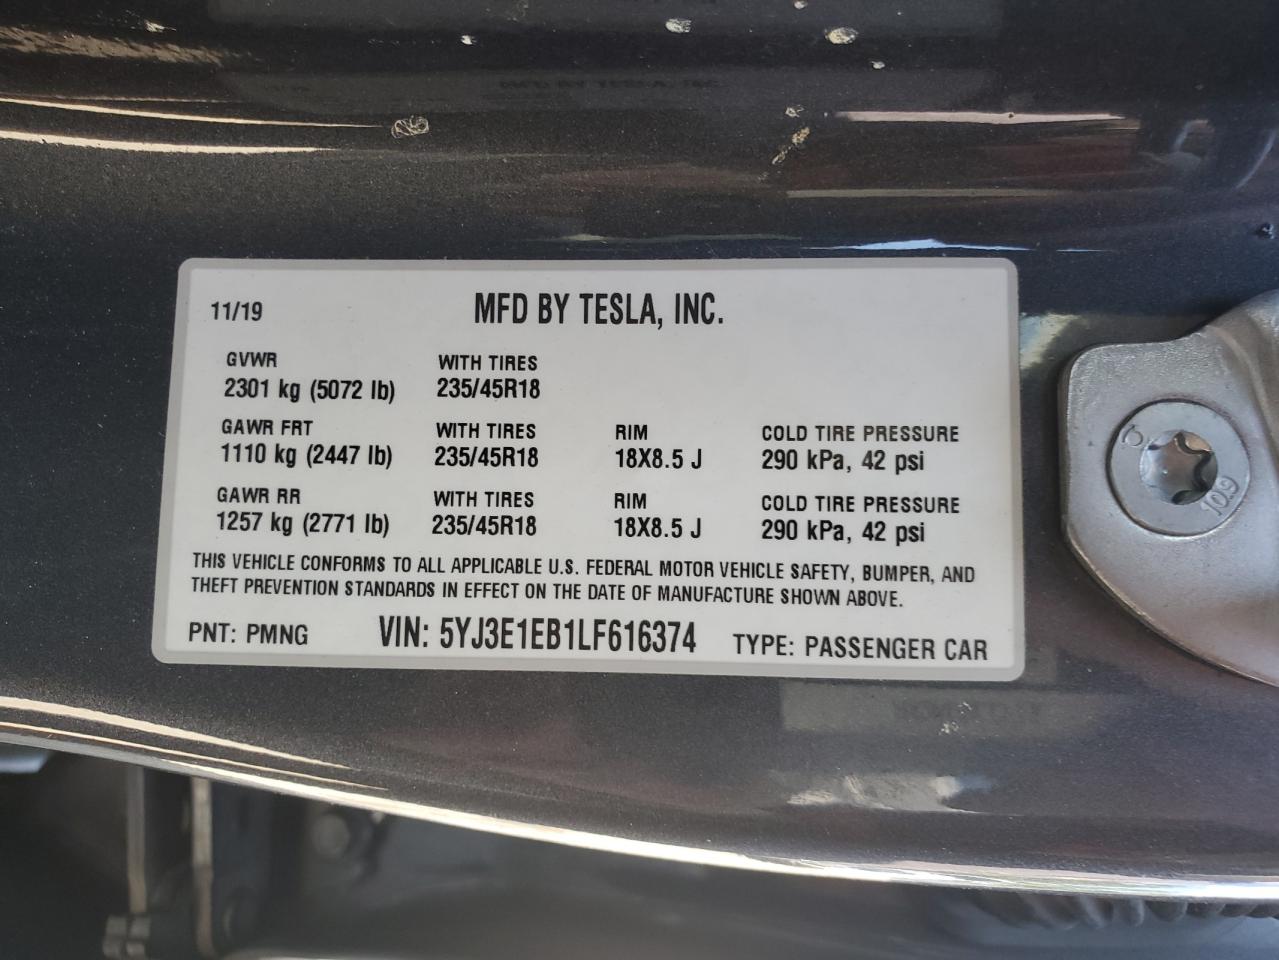 11/19 MFD BY TESLA, INC.
GVWR WITH TIRES
2301 kg (5072 lb) 235/45R18
GAWR FRT WITH TIRES RIM COLD TIRE PRESSURE
1110 kg (2447 lb) 235/45R18 18X8.5 J 290 kPa, 42 psi
GAWR RR WITH TIRES RIM COLD TIRE PRESSURE
1257 kg (2771 lb) 235/45R18 18X8.5 J 290 kPa, 42 psi
THIS VEHICLE CONFORMS TO ALL APPLICABLE U.S. FEDERAL MOTOR VEHICLE SAFETY, BUMPER, AND
THEFT PREVENTION STANDARDS IN EFFECT ON THE DATE OF MANUFACTURE SHOWN ABOVE.
PNT: PMNG VIN: 5YJ3E1EB1LF616374 TYPE: PASSENGER CAR
10.9